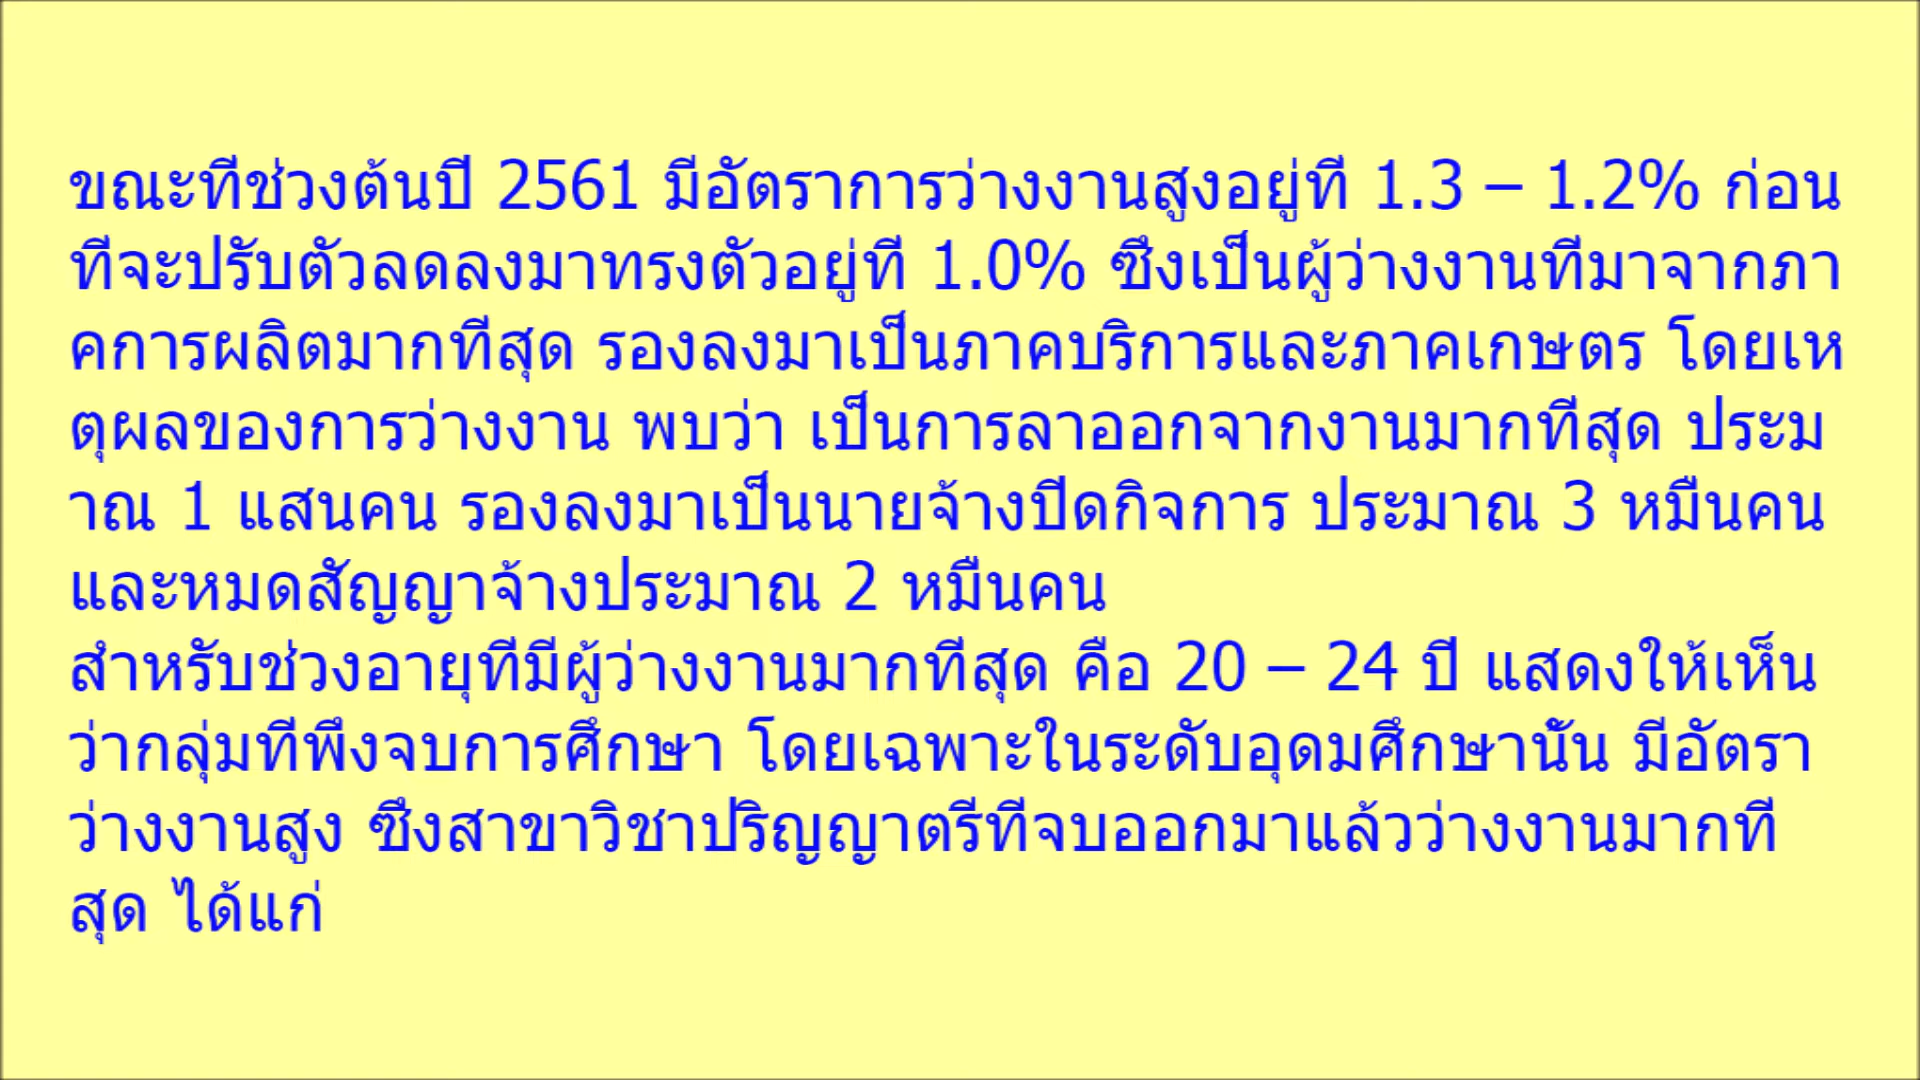 ขณะที่ช่วงต้นปี 2561 มีอัตราการว่างงานสูงอยู่ที่ 1.3 – 1.2% ก่อน
ที่จะปรับตัวลดลงมาทรงตัวอยู่ที่ 1.0% ซึ่งเป็นผู้ว่างงานที่มาจากภา
คการผลิตมากที่สุด รองลงมาเป็นภาคบริการและภาคเกษตร โดยเห
ตุผลของการว่างงาน พบว่า เป็นการลาออกจากงานมากที่สุด ประม
าณ 1 แสนคน รองลงมาเป็นนายจ้างปิดกิจการ ประมาณ 3 หมื่นคน
และหมดสัญญาจ้างประมาณ 2 หมื่นคน
สำหรับช่วงอายุที่มีผู้ว่างงานมากที่สุด คือ 20 – 24 ปี แสดงให้เห็น
ว่ากลุ่มที่พึ่งจบการศึกษา โดยเฉพาะในระดับอุดมศึกษานั้น มีอัตรา
ว่างงานสูง ซึ่งสาขาวิชาปริญญาตรีที่จบออกมาแล้วว่างงานมากที่
สุด ได้แก่